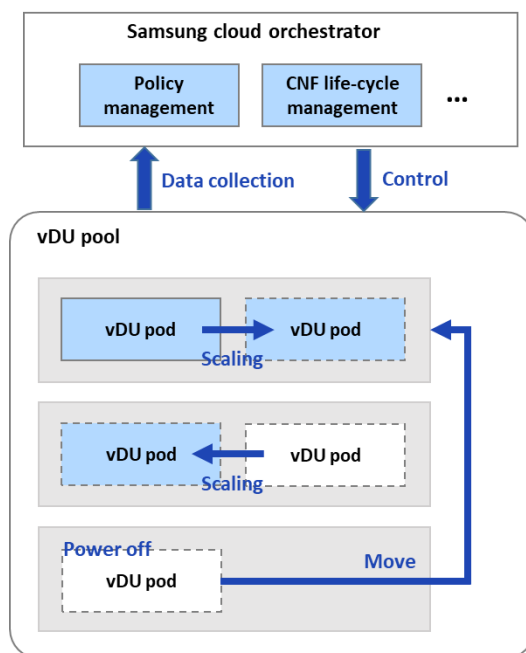 Samsung cloud orchestrator
Policy
management
CNF life-cycle
management
...
Data collection
Control
vDU pool
vDU pod
vDU pod
Scaling
vDU pod
vDU pod
Scaling
Power off
vDU pod
Move